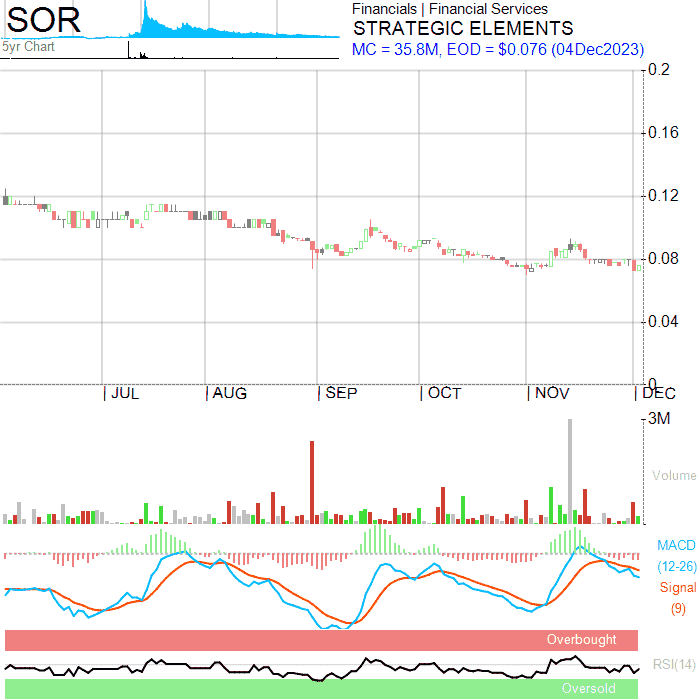 SOR
5yr Chart
Financials | Financial Services
STRATEGIC ELEMENTS
MC = 35.8M, EOD = $0.076 (04Dec2023)
0.2
0.16
0.12
0.08
0.04
0
JUL AUG SEP OCT NOV DEC
3M
Volume
MACD
(12-26)
Signal
(9)
Overbought
RSI(14)
Oversold